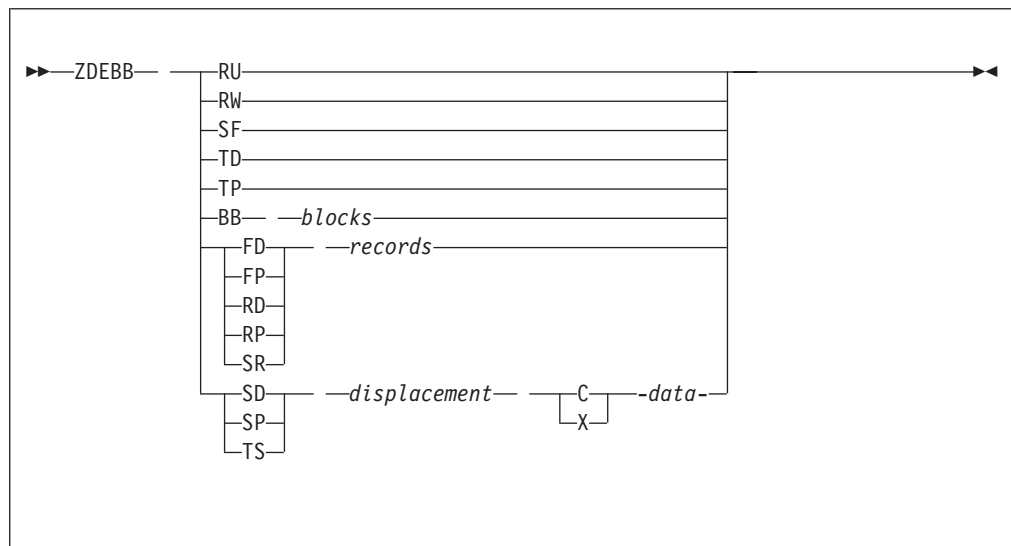 ZDEBB RU
RW
SF
TD
TP
BB blocks
FD records
FP
RD
RP
SR
SD displacement C -data-
SP X
TS